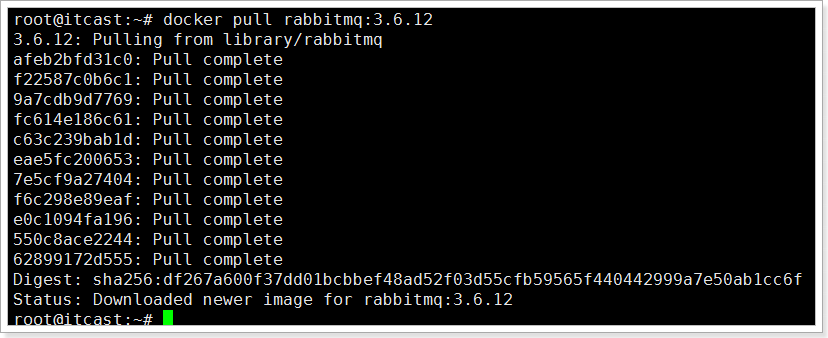 root@itcast:~# docker pull rabbitmq:3.6.12
3.6.12: Pulling from library/rabbitmq
afeb2bfd31c0: Pull complete
f22587c0b6c1: Pull complete
9a7cdb9d7769: Pull complete
fc614e186c61: Pull complete
c63c239bab1d: Pull complete
eae5fc200653: Pull complete
7e5cf9a27404: Pull complete
f6c298e89eaf: Pull complete
e0c1094fa196: Pull complete
550c8ace2244: Pull complete
62899172d555: Pull complete
Digest: sha256:df267a600f37dd01bcbbef48ad52f03d55cfb59565f440442999a7e50ab1cc6f
Status: Downloaded newer image for rabbitmq:3.6.12
root@itcast:~#